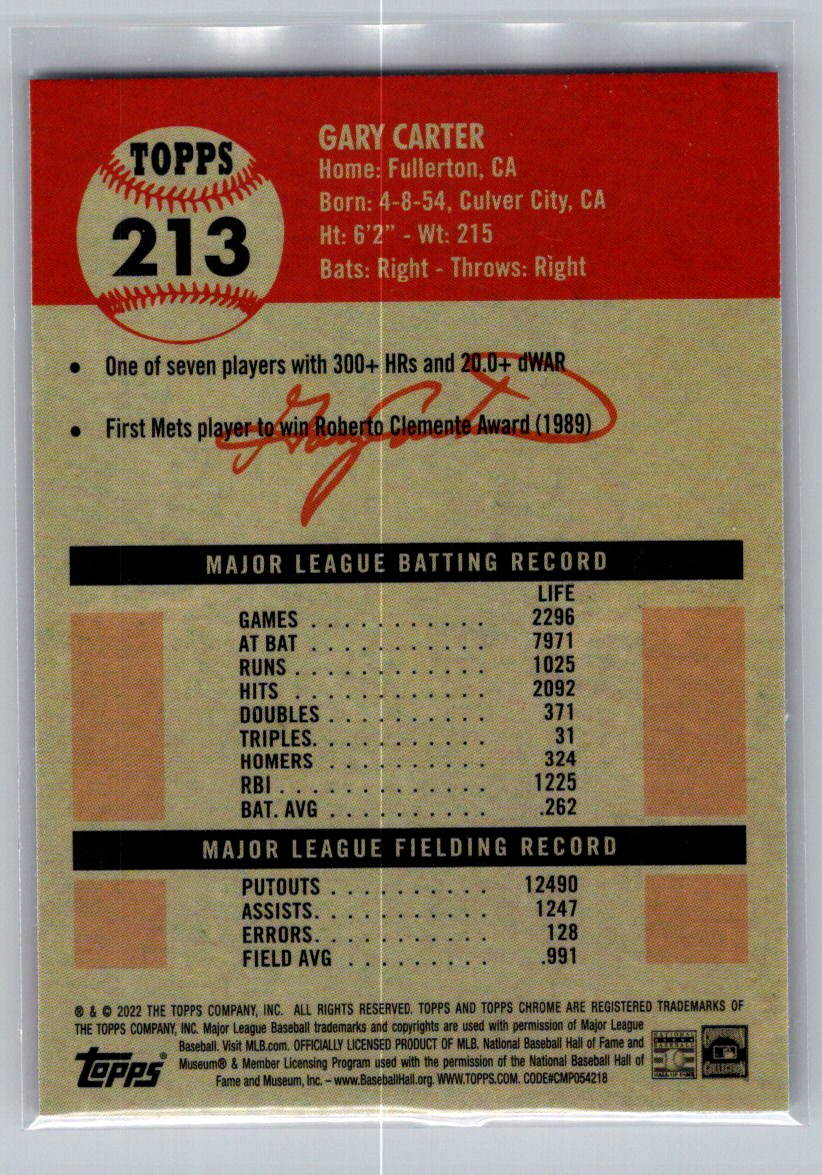 TOPPS
213
GARY CARTER
Home: Fullerton, CA
Born: 4-8-54, Culver City, CA
Ht: 6'2" - Wt: 215
Bats: Right - Throws: Right
• One of seven players with 300+ HRs and 20.0+ dWAR
• First Mets player to win Roberto Clemente Award (1989)
Gary Carter
MAJOR LEAGUE BATTING RECORD
LIFE
GAMES . . . . . . . . . . . 2296
AT BAT . . . . . . . . . . . 7971
RUNS . . . . . . . . . . . . 1025
HITS . . . . . . . . . . . . 2092
DOUBLES . . . . . . . . . . 371
TRIPLES. . . . . . . . . . . 31
HOMERS . . . . . . . . . . 324
RBI . . . . . . . . . . . . . 1225
BAT. AVG . . . . . . . . . . .262
MAJOR LEAGUE FIELDING RECORD
PUTOUTS . . . . . . . . . . 12490
ASSISTS. . . . . . . . . . . 1247
ERRORS. . . . . . . . . . . 128
FIELD AVG . . . . . . . . . .991
® & © 2022 THE TOPPS COMPANY, INC. ALL RIGHTS RESERVED. TOPPS AND TOPPS CHROME ARE REGISTERED TRADEMARKS OF
THE TOPPS COMPANY, INC. Major League Baseball trademarks and copyrights are used with permission of Major League
Baseball. Visit MLB.com. OFFICIALLY LICENSED PRODUCT OF MLB. National Baseball Hall of Fame and
Museum® & Member Licensing Program used with the permission of the National Baseball Hall of
Fame and Museum, Inc. – www.BaseballHall.org. WWW.TOPPS.COM. CODE#CMP054218
Topps®
COLLECTION